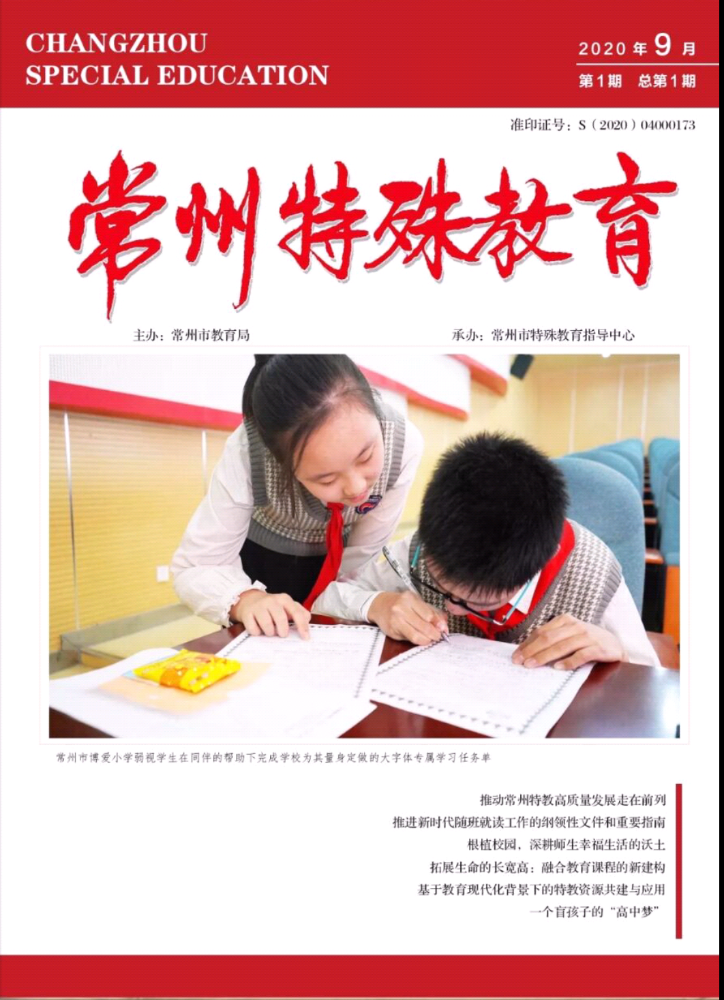 CHANGZHOU
SPECIAL EDUCATION
2020年9月
第1期 总第1期
准印证号：S（2020）04000173
常州特殊教育
主办：常州市教育局
承办：常州市特殊教育指导中心
常州市博爱小学弱视学生在同伴的帮助下完成学校为其量身定做的大字体专属学习任务单
推动常州特教高质量发展走在前列
推进新时代随班就读工作的纲领性文件和重要指南
根植校园，深耕师生幸福生活的沃土
拓展生命的长宽高：融合教育课程的新建构
基于教育现代化背景下的特教资源共建与应用
一个盲孩子的“高中梦”